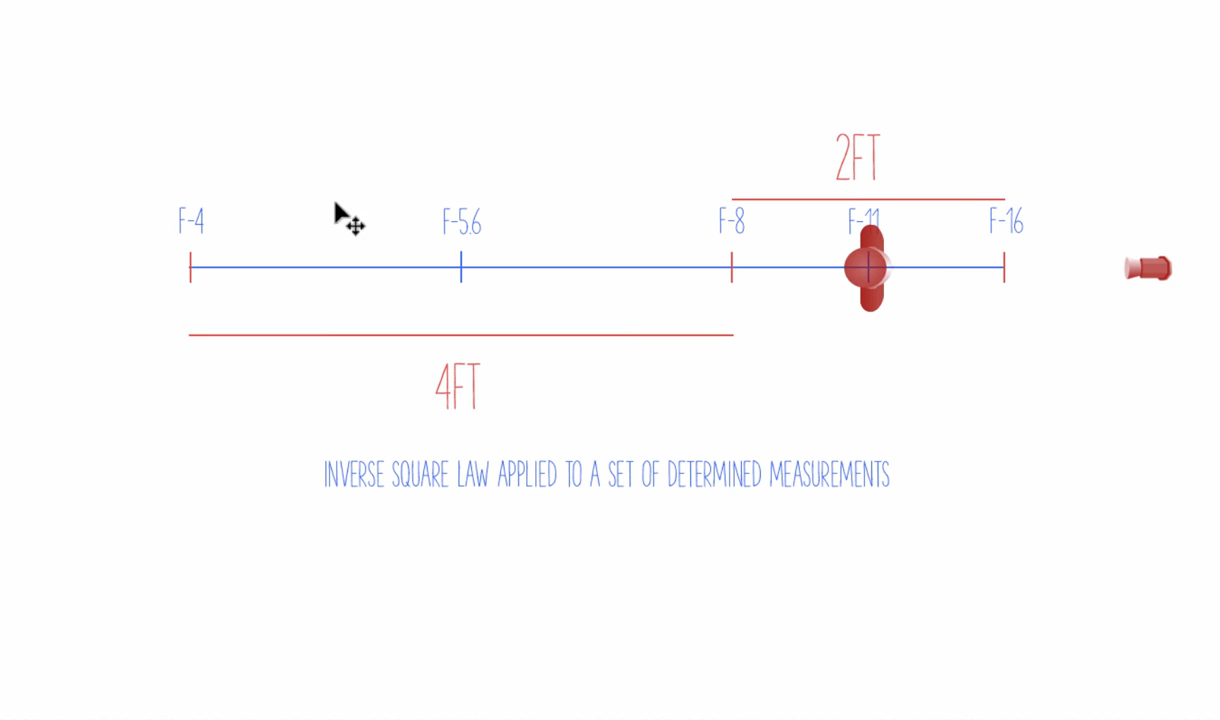 2FT
F-4 F-5.6 F-8 F-11 F-16
4FT
INVERSE SQUARE LAW APPLIED TO A SET OF DETERMINED MEASUREMENTS